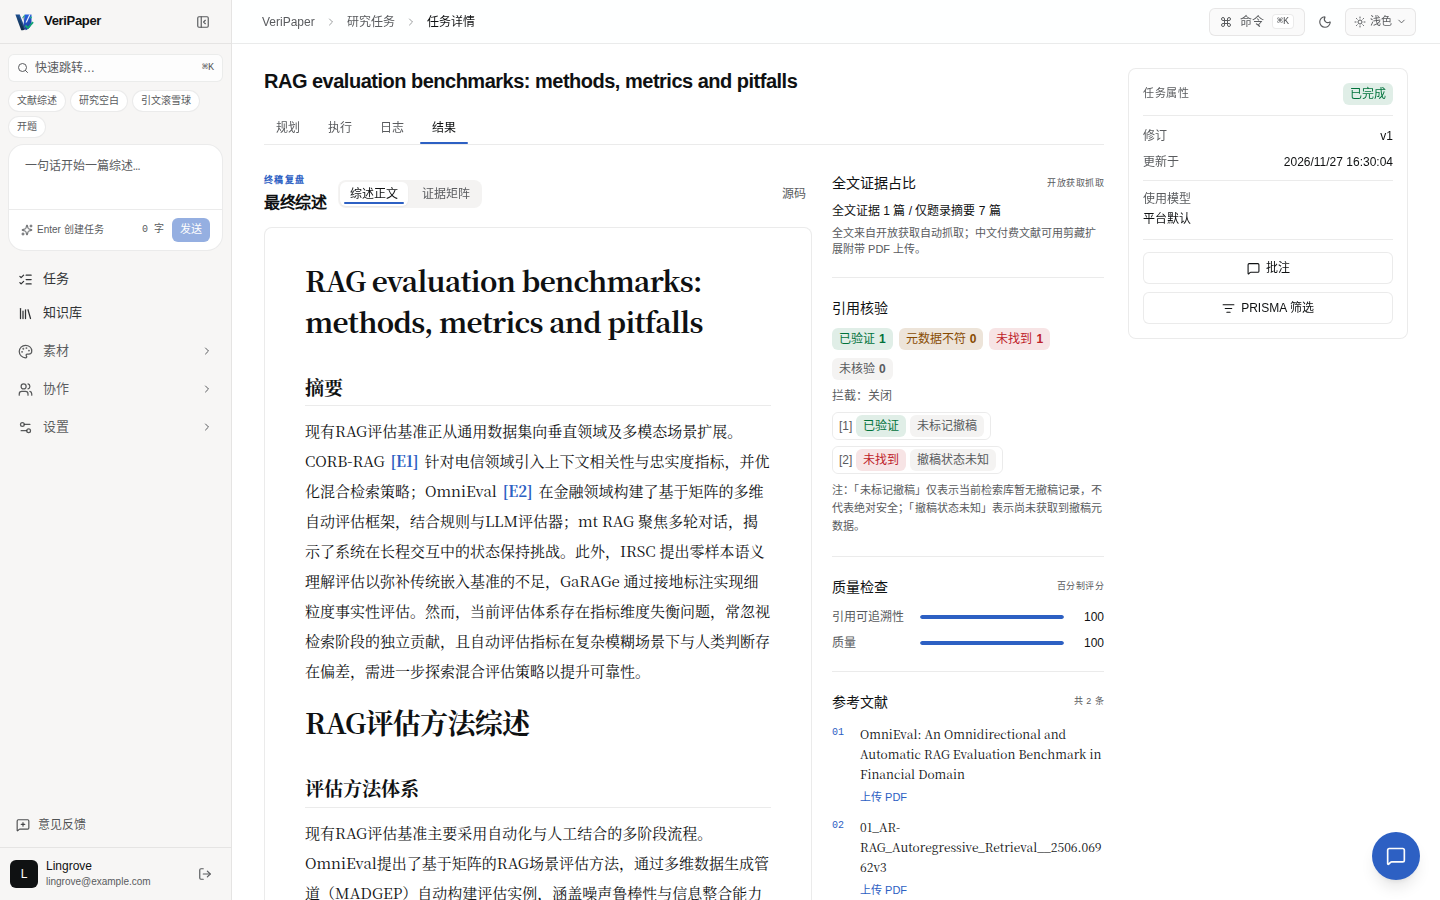 VeriPaper
快速跳转…
⌘K
文献综述
研究空白
引文滚雪球
开题
一句话开始一篇综述…
Enter 创建任务
0 字
发送
任务
知识库
素材
协作
设置
意见反馈
L
Lingrove
lingrove@example.com
VeriPaper
研究任务
任务详情
命令
⌘K
浅色
RAG evaluation benchmarks: methods, metrics and pitfalls
规划
执行
日志
结果
终稿复盘
最终综述
综述正文
证据矩阵
源码
RAG evaluation benchmarks:
methods, metrics and pitfalls
摘要
现有RAG评估基准正从通用数据集向垂直领域及多模态场景扩展。
CORB-RAG [E1] 针对电信领域引入上下文相关性与忠实度指标，并优
化混合检索策略；OmniEval [E2] 在金融领域构建了基于矩阵的多维
自动评估框架，结合规则与LLM评估器；mt RAG 聚焦多轮对话，揭
示了系统在长程交互中的状态保持挑战。此外，IRSC 提出零样本语义
理解评估以弥补传统嵌入基准的不足，GaRAGe 通过接地标注实现细
粒度事实性评估。然而，当前评估体系存在指标维度失衡问题，常忽视
检索阶段的独立贡献，且自动评估指标在复杂模糊场景下与人类判断存
在偏差，需进一步探索混合评估策略以提升可靠性。
RAG评估方法综述
评估方法体系
现有RAG评估基准主要采用自动化与人工结合的多阶段流程。
OmniEval提出了基于矩阵的RAG场景评估方法，通过多维数据生成管
道（MADGEP）自动构建评估实例，涵盖噪声鲁棒性与信息整合能力
全文证据占比
开放获取抓取
全文证据 1 篇 / 仅题录摘要 7 篇
全文来自开放获取自动抓取；中文付费文献可用剪藏扩
展附带 PDF 上传。
引用核验
已验证 1
元数据不符 0
未找到 1
未核验 0
拦截：关闭
[1] 已验证 未标记撤稿
[2] 未找到 撤稿状态未知
注：「未标记撤稿」仅表示当前检索库暂无撤稿记录，不
代表绝对安全；「撤稿状态未知」表示尚未获取到撤稿元
数据。
质量检查
百分制评分
引用可追溯性
100
质量
100
参考文献
共 2 条
01
OmniEval: An Omnidirectional and
Automatic RAG Evaluation Benchmark in
Financial Domain
上传 PDF
02
01_AR-
RAG_Autoregressive_Retrieval__2506.069
62v3
上传 PDF
任务属性
已完成
修订
v1
更新于
2026/11/27 16:30:04
使用模型
平台默认
批注
PRISMA 筛选